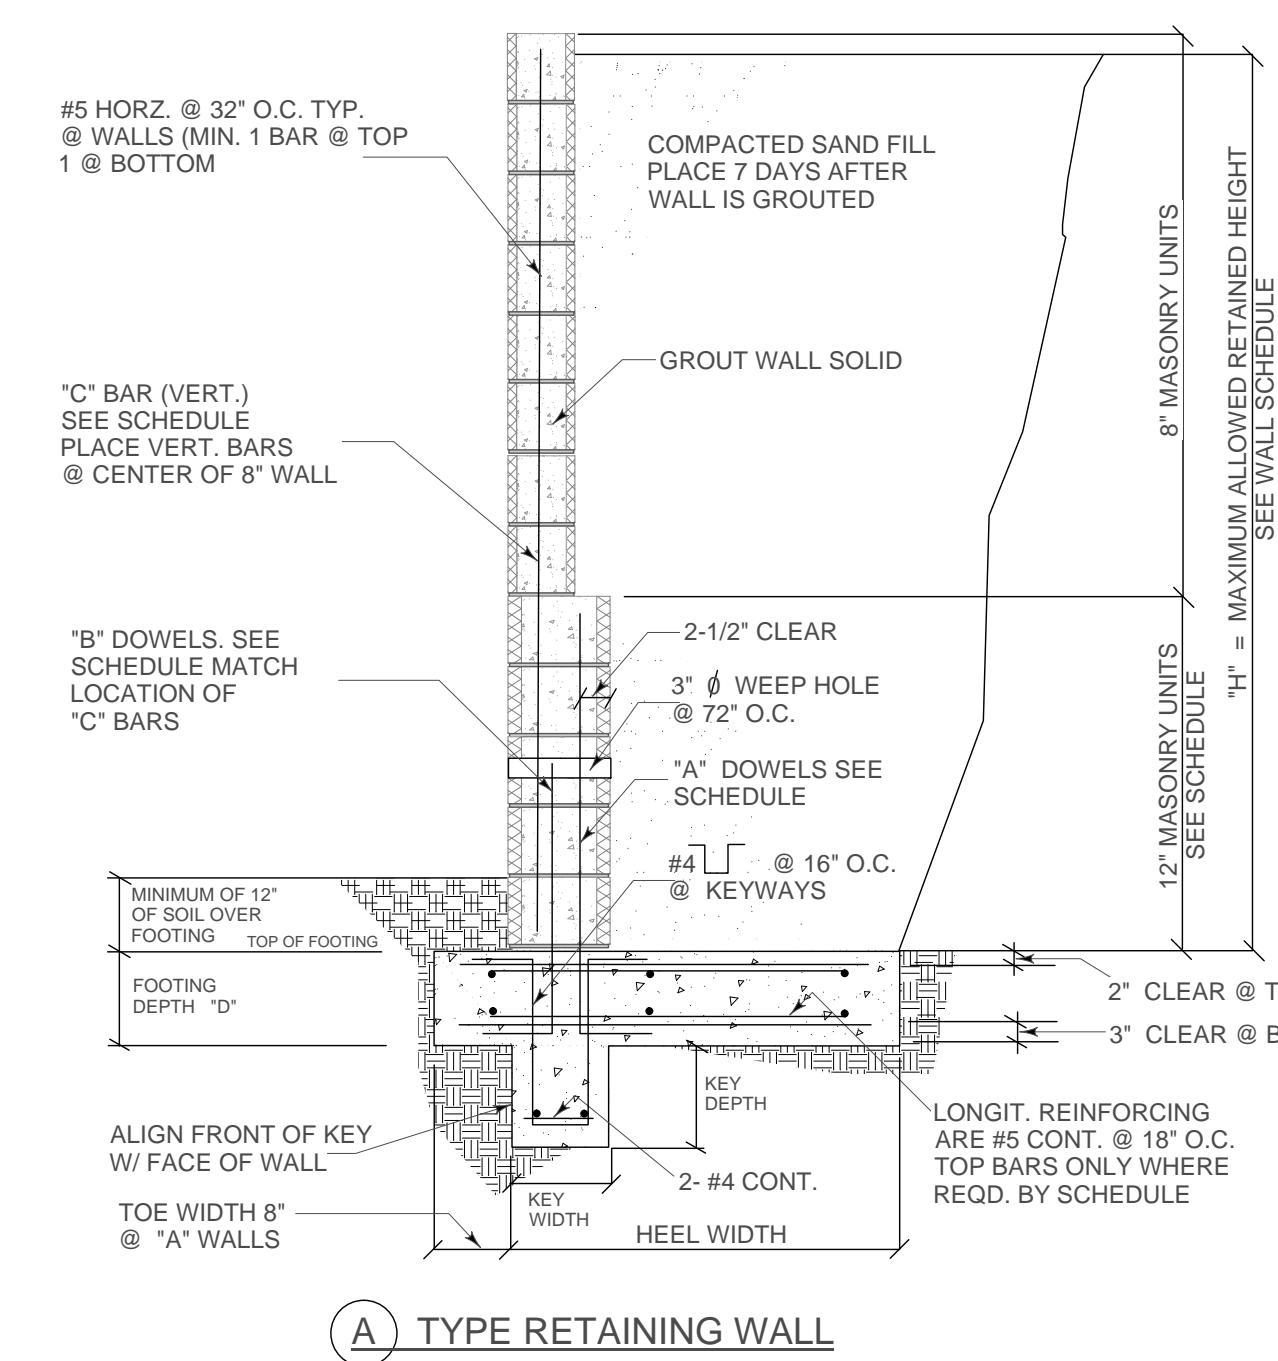 #5 HORZ. @ 32" O.C. TYP.
@ WALLS (MIN. 1 BAR @ TOP
1 @ BOTTOM
COMPACTED SAND FILL
PLACE 7 DAYS AFTER
WALL IS GROUTED
GROUT WALL SOLID
"C" BAR (VERT.)
SEE SCHEDULE
PLACE VERT. BARS
@ CENTER OF 8" WALL
8" MASONRY UNITS
"H" = MAXIMUM ALLOWED RETAINED HEIGHT
SEE WALL SCHEDULE
"B" DOWELS. SEE
SCHEDULE MATCH
LOCATION OF
"C" BARS
2-1/2" CLEAR
3" Ø WEEP HOLE
@ 72" O.C.
"A" DOWELS SEE
SCHEDULE
#4 @ 16" O.C.
@ KEYWAYS
12" MASONRY UNITS
SEE SCHEDULE
MINIMUM OF 12"
OF SOIL OVER
FOOTING
TOP OF FOOTING
FOOTING
DEPTH "D"
2" CLEAR @ T
3" CLEAR @ B
KEY
DEPTH
ALIGN FRONT OF KEY
W/ FACE OF WALL
LONGIT. REINFORCING
ARE #5 CONT. @ 18" O.C.
TOP BARS ONLY WHERE
REQD. BY SCHEDULE
2- #4 CONT.
KEY
WIDTH
TOE WIDTH 8"
@ "A" WALLS
HEEL WIDTH
A TYPE RETAINING WALL